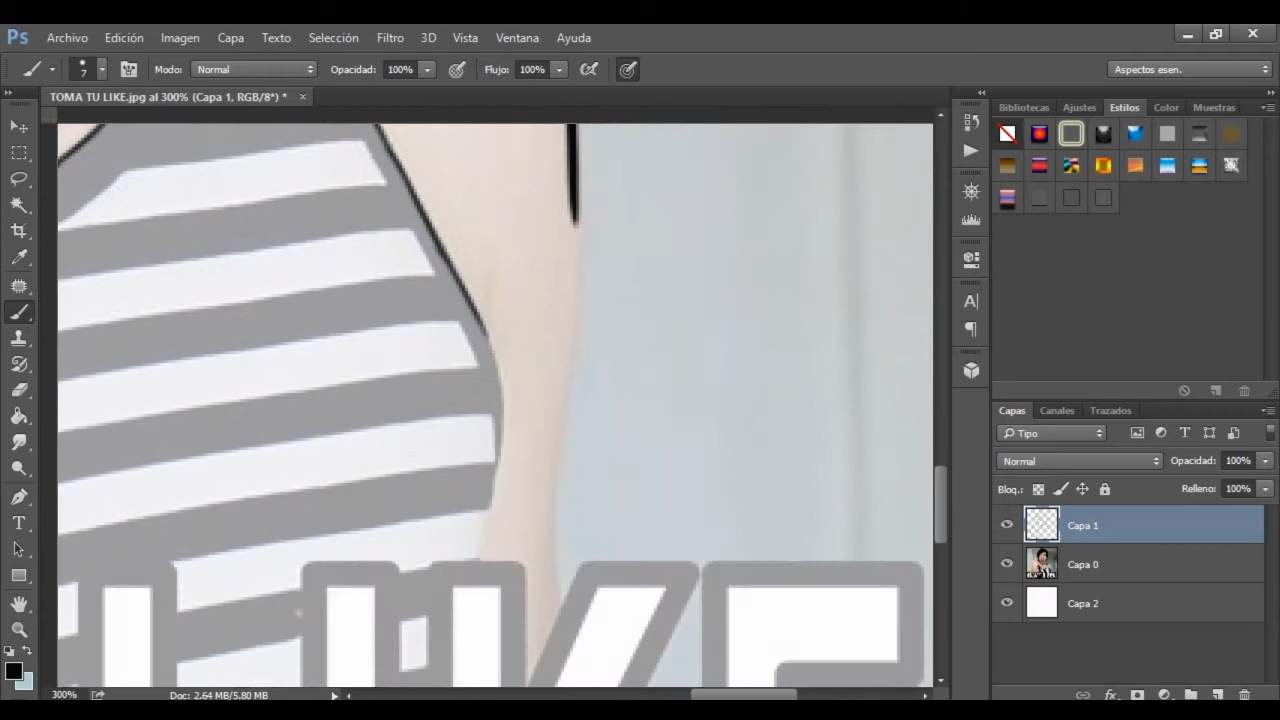 Ps Archivo Edición Imagen Capa Texto Selección Filtro 3D Vista Ventana Ayuda
7 Modo: Normal Opacidad: 100% Flujo: 100% Aspectos esen.
TOMA TU LIKE.jpg al 300% (Capa 1, RGB/8*) * ×
Bibliotecas Ajustes Estilos Color Muestras
Capas Canales Trazados
Tipo
Normal Opacidad: 100%
Bloq.: Relleno: 100%
Capa 1
Capa 0
Capa 2
LIKE
300% Doc: 2.64 MB/5.80 MB